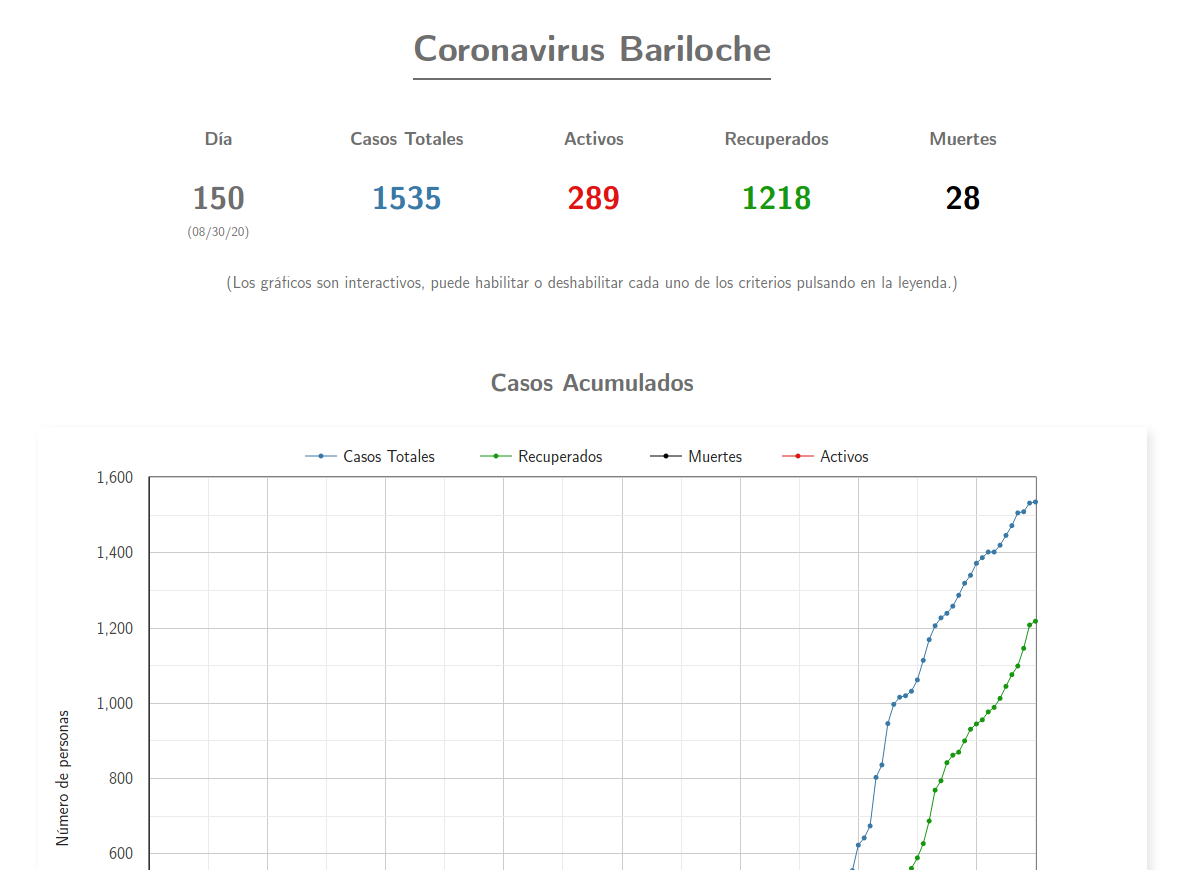 Coronavirus Bariloche
Día Casos Totales Activos Recuperados Muertes
150 1535 289 1218 28
(08/30/20)
(Los gráficos son interactivos, puede habilitar o deshabilitar cada uno de los criterios pulsando en la leyenda.)
Casos Acumulados
Casos Totales Recuperados Muertes Activos
1,600
1,400
1,200
1,000
800
600
Número de personas